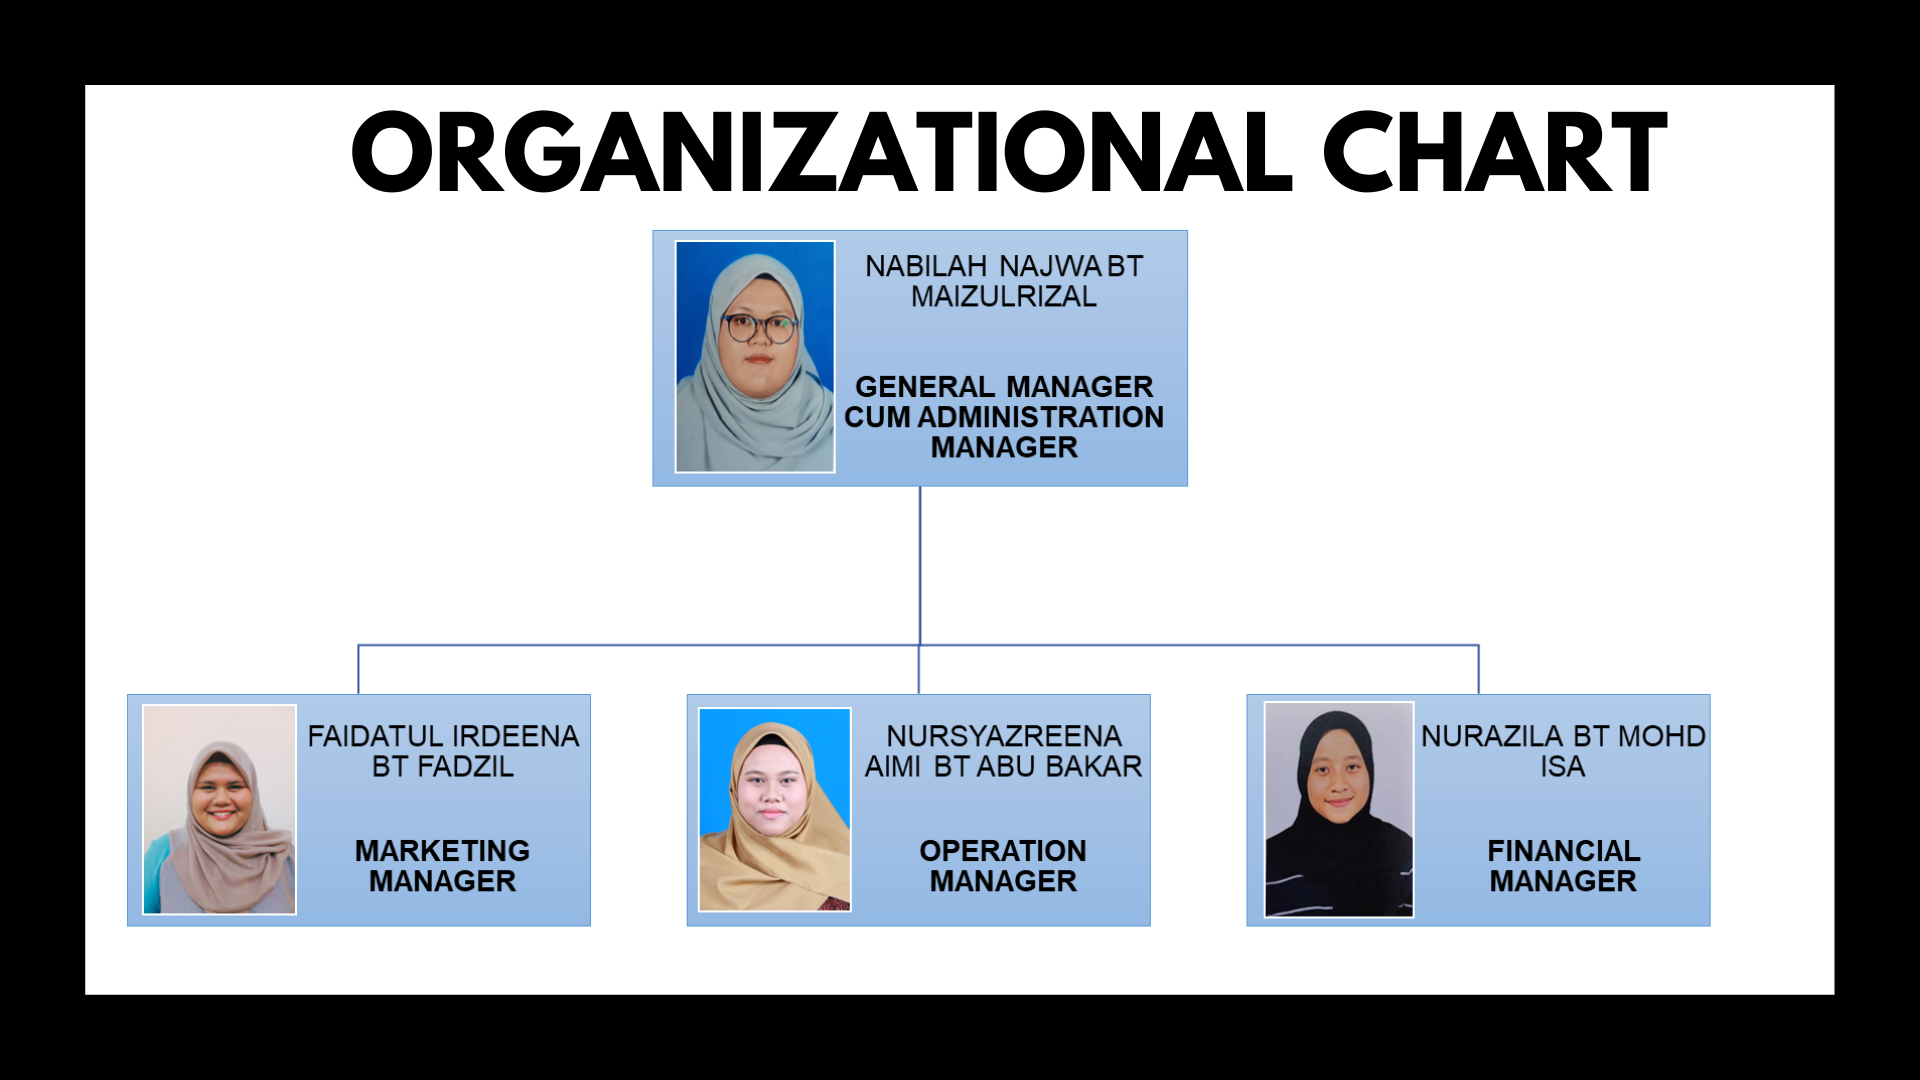 ORGANIZATIONAL CHART
NABILAH NAJWA BT
MAIZULRIZAL
GENERAL MANAGER
CUM ADMINISTRATION
MANAGER
FAIDATUL IRDEENA
BT FADZIL
MARKETING
MANAGER
NURSYAZREENA
AIMI BT ABU BAKAR
OPERATION
MANAGER
NURAZILA BT MOHD
ISA
FINANCIAL
MANAGER